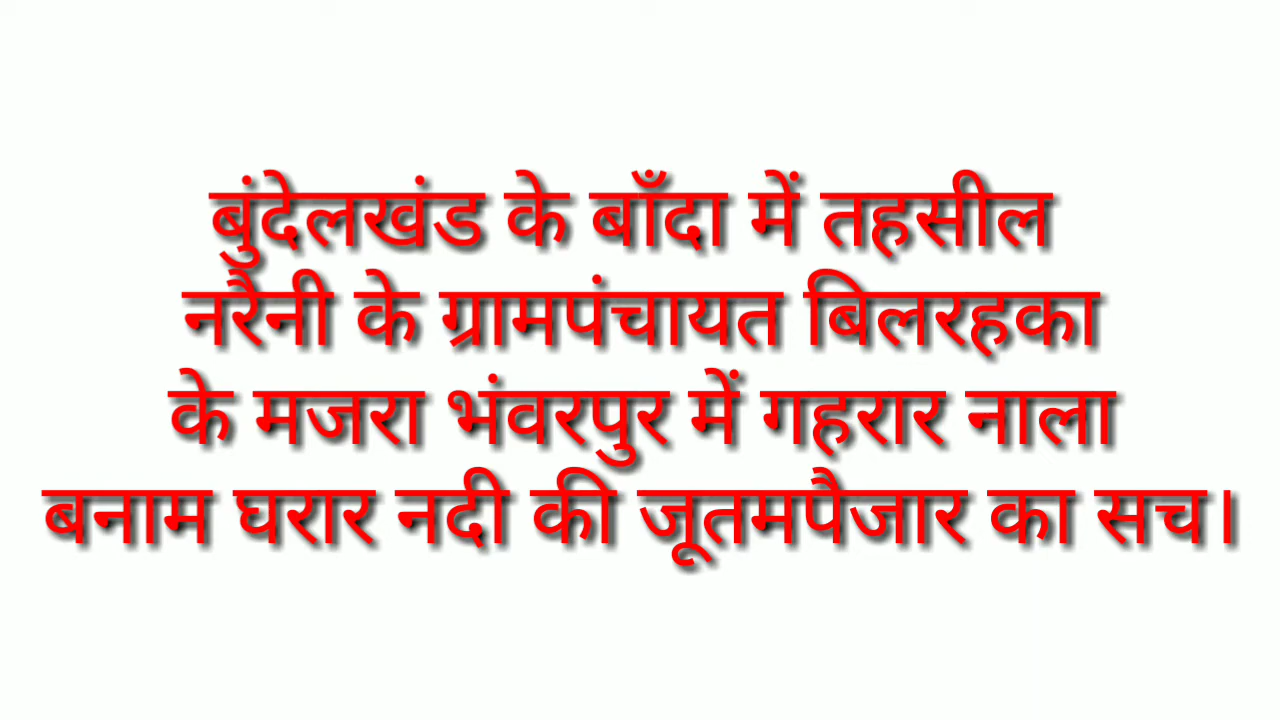 बुंदेलखंड के बाँदा में तहसील
नरैनी के ग्रामपंचायत बिलरहका
के मजरा भंवरपुर में गहरार नाला
बनाम घरार नदी की जूतमपैजार का सच।